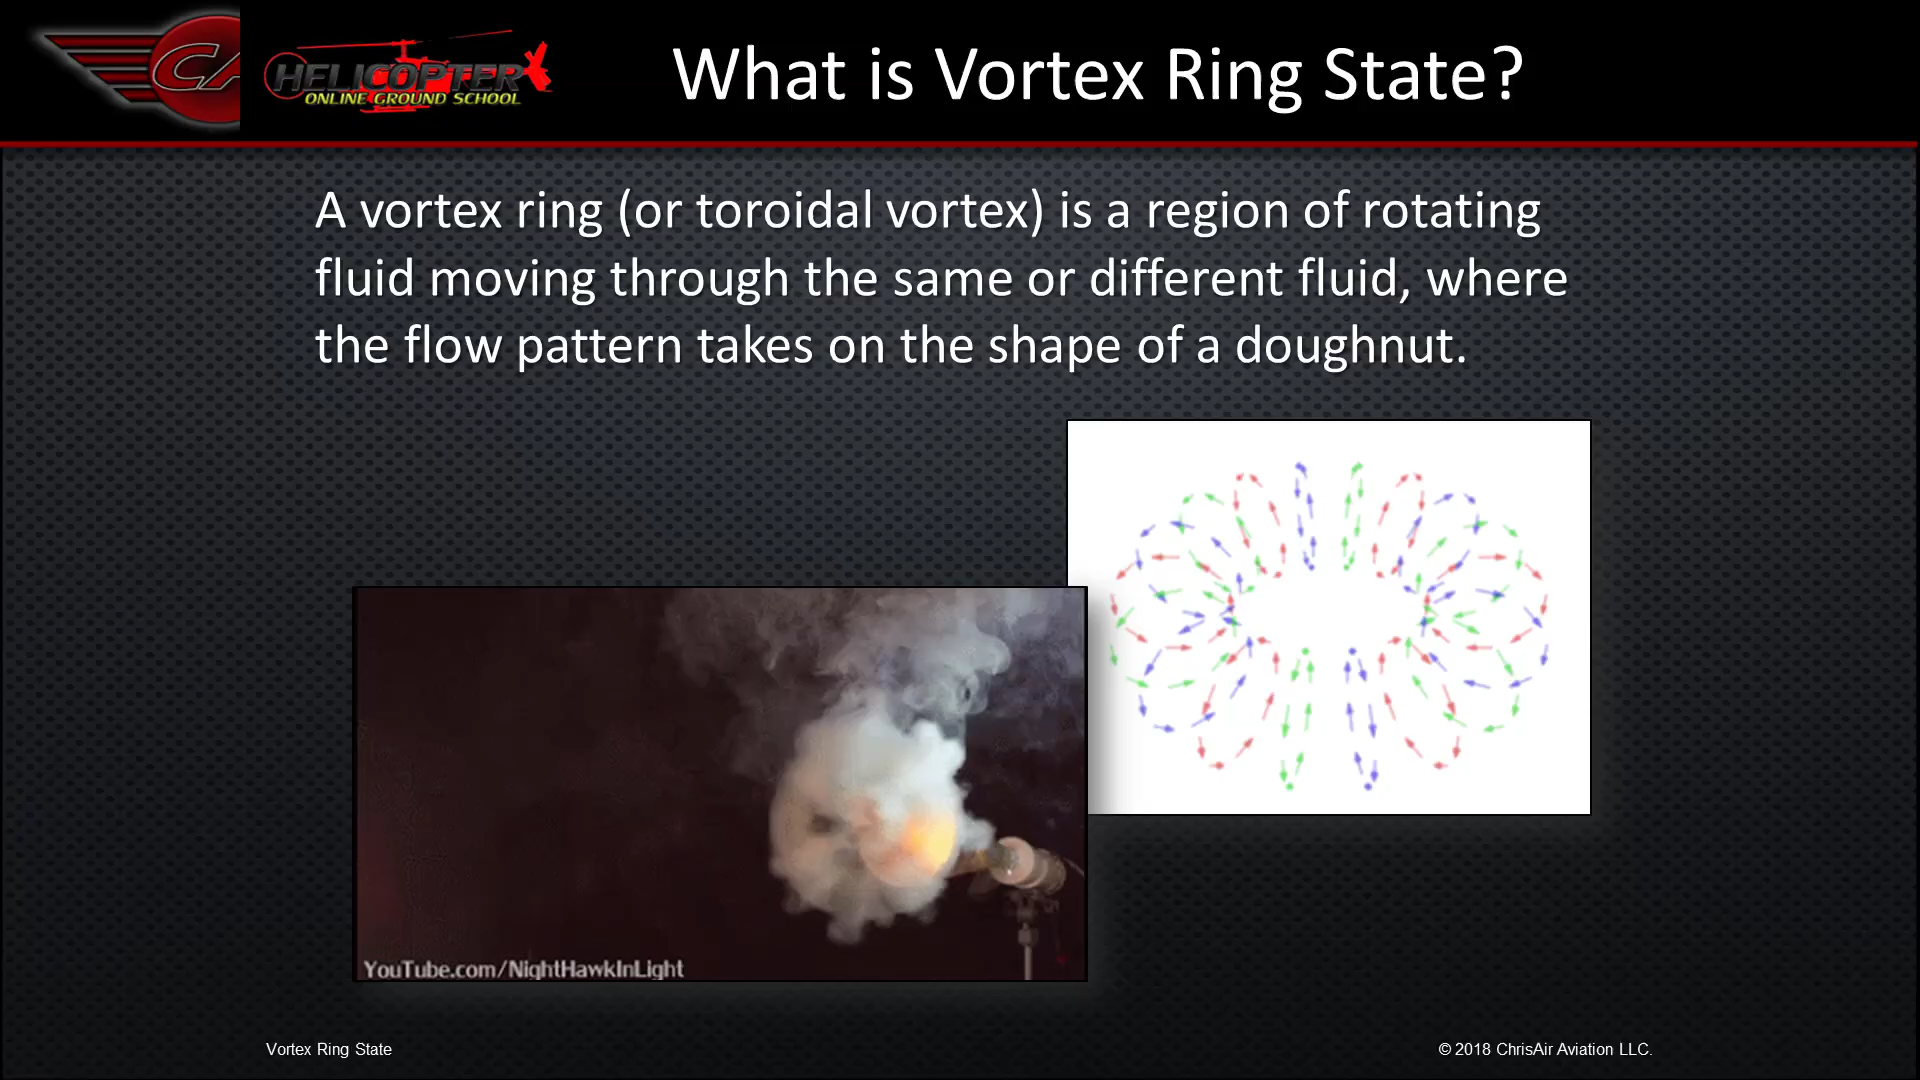 CA
HELICOPTER
ONLINE GROUND SCHOOL
What is Vortex Ring State?
A vortex ring (or toroidal vortex) is a region of rotating
fluid moving through the same or different fluid, where
the flow pattern takes on the shape of a doughnut.
YouTube.com/NightHawkInLight
Vortex Ring State
© 2018 ChrisAir Aviation LLC.